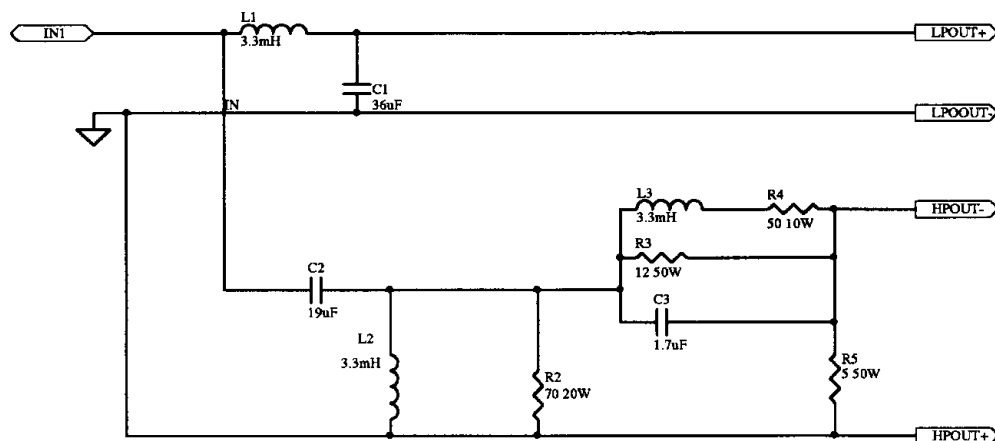 L1
IN1
3.3mH
LPOUT+
C1
36uF
IN
LPOOUT-
L3
3.3mH
R4
50 10W
HPOUT-
R3
12 50W
C2
19uF
C3
1.7uF
L2
3.3mH
R2
70 20W
R5
5 50W
HPOUT+